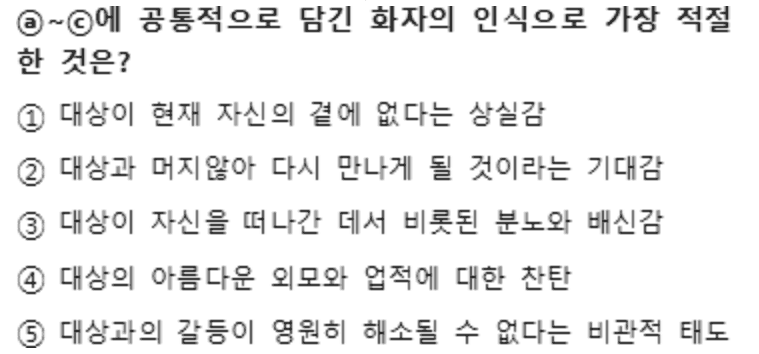 ⓐ~ⓒ에 공통적으로 담긴 화자의 인식으로 가장 적절
한 것은?
① 대상이 현재 자신의 곁에 없다는 상실감
② 대상과 머지않아 다시 만나게 될 것이라는 기대감
③ 대상이 자신을 떠나간 데서 비롯된 분노와 배신감
④ 대상의 아름다운 외모와 업적에 대한 찬탄
⑤ 대상과의 갈등이 영원히 해소될 수 없다는 비관적 태도